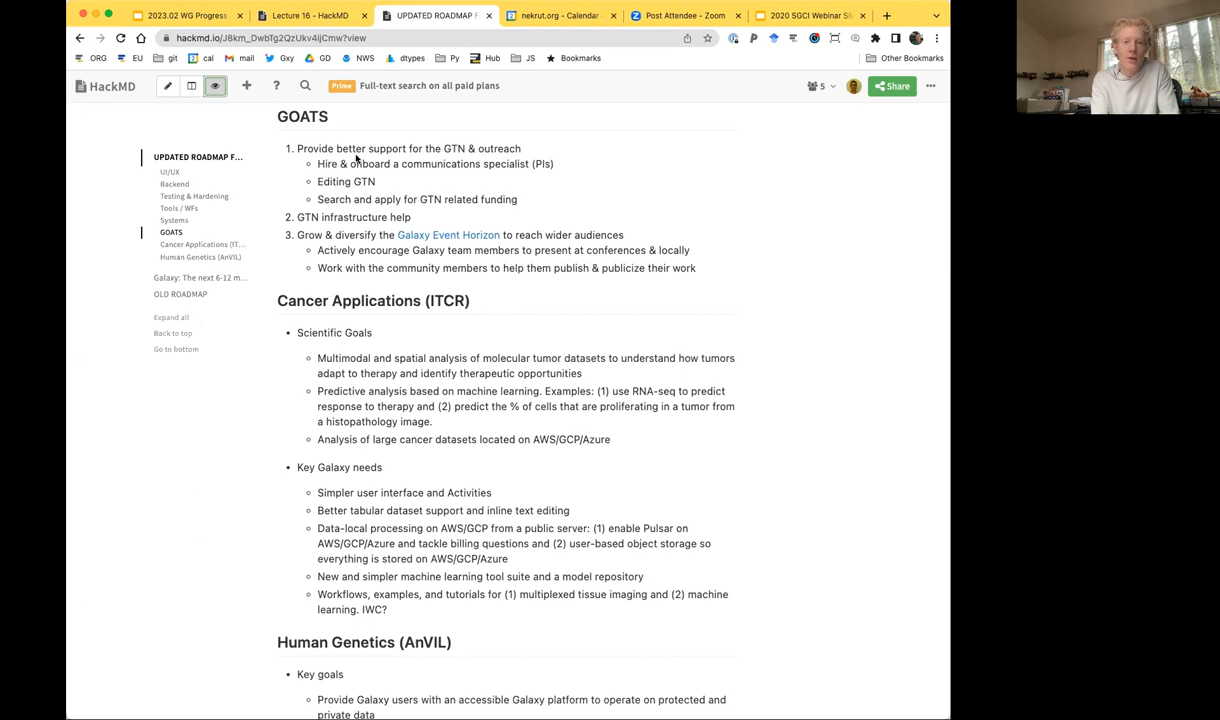 2023.02 WG Progress
Lecture 16 - HackMD
UPDATED ROADMAP F
nekrut.org - Calendar
Post Attendee - Zoom
2020 SGCI Webinar Sli
hackmd.io/J8km_DwbTg2QzUkv4ijCmw?view
ORG
EU
git
cal
mail
Gxy
GD
NWS
dtypes
Py
Hub
JS
Bookmarks
Other Bookmarks
HackMD
Prime
Full-text search on all paid plans
5
Share
UPDATED ROADMAP F...
UI/UX
Backend
Testing & Hardening
Tools / WFs
Systems
GOATS
Cancer Applications (IT...
Human Genetics (AnVIL)
Galaxy: The next 6-12 m...
OLD ROADMAP
Expand all
Back to top
Go to bottom
GOATS
1. Provide better support for the GTN & outreach
Hire & onboard a communications specialist (PIs)
Editing GTN
Search and apply for GTN related funding
2. GTN infrastructure help
3. Grow & diversify the Galaxy Event Horizon to reach wider audiences
Actively encourage Galaxy team members to present at conferences & locally
Work with the community members to help them publish & publicize their work
Cancer Applications (ITCR)
Scientific Goals
Multimodal and spatial analysis of molecular tumor datasets to understand how tumors
adapt to therapy and identify therapeutic opportunities
Predictive analysis based on machine learning. Examples: (1) use RNA-seq to predict
response to therapy and (2) predict the % of cells that are proliferating in a tumor from
a histopathology image.
Analysis of large cancer datasets located on AWS/GCP/Azure
Key Galaxy needs
Simpler user interface and Activities
Better tabular dataset support and inline text editing
Data-local processing on AWS/GCP from a public server: (1) enable Pulsar on
AWS/GCP/Azure and tackle billing questions and (2) user-based object storage so
everything is stored on AWS/GCP/Azure
New and simpler machine learning tool suite and a model repository
Workflows, examples, and tutorials for (1) multiplexed tissue imaging and (2) machine
learning. IWC?
Human Genetics (AnVIL)
Key goals
Provide Galaxy users with an accessible Galaxy platform to operate on protected and
private data